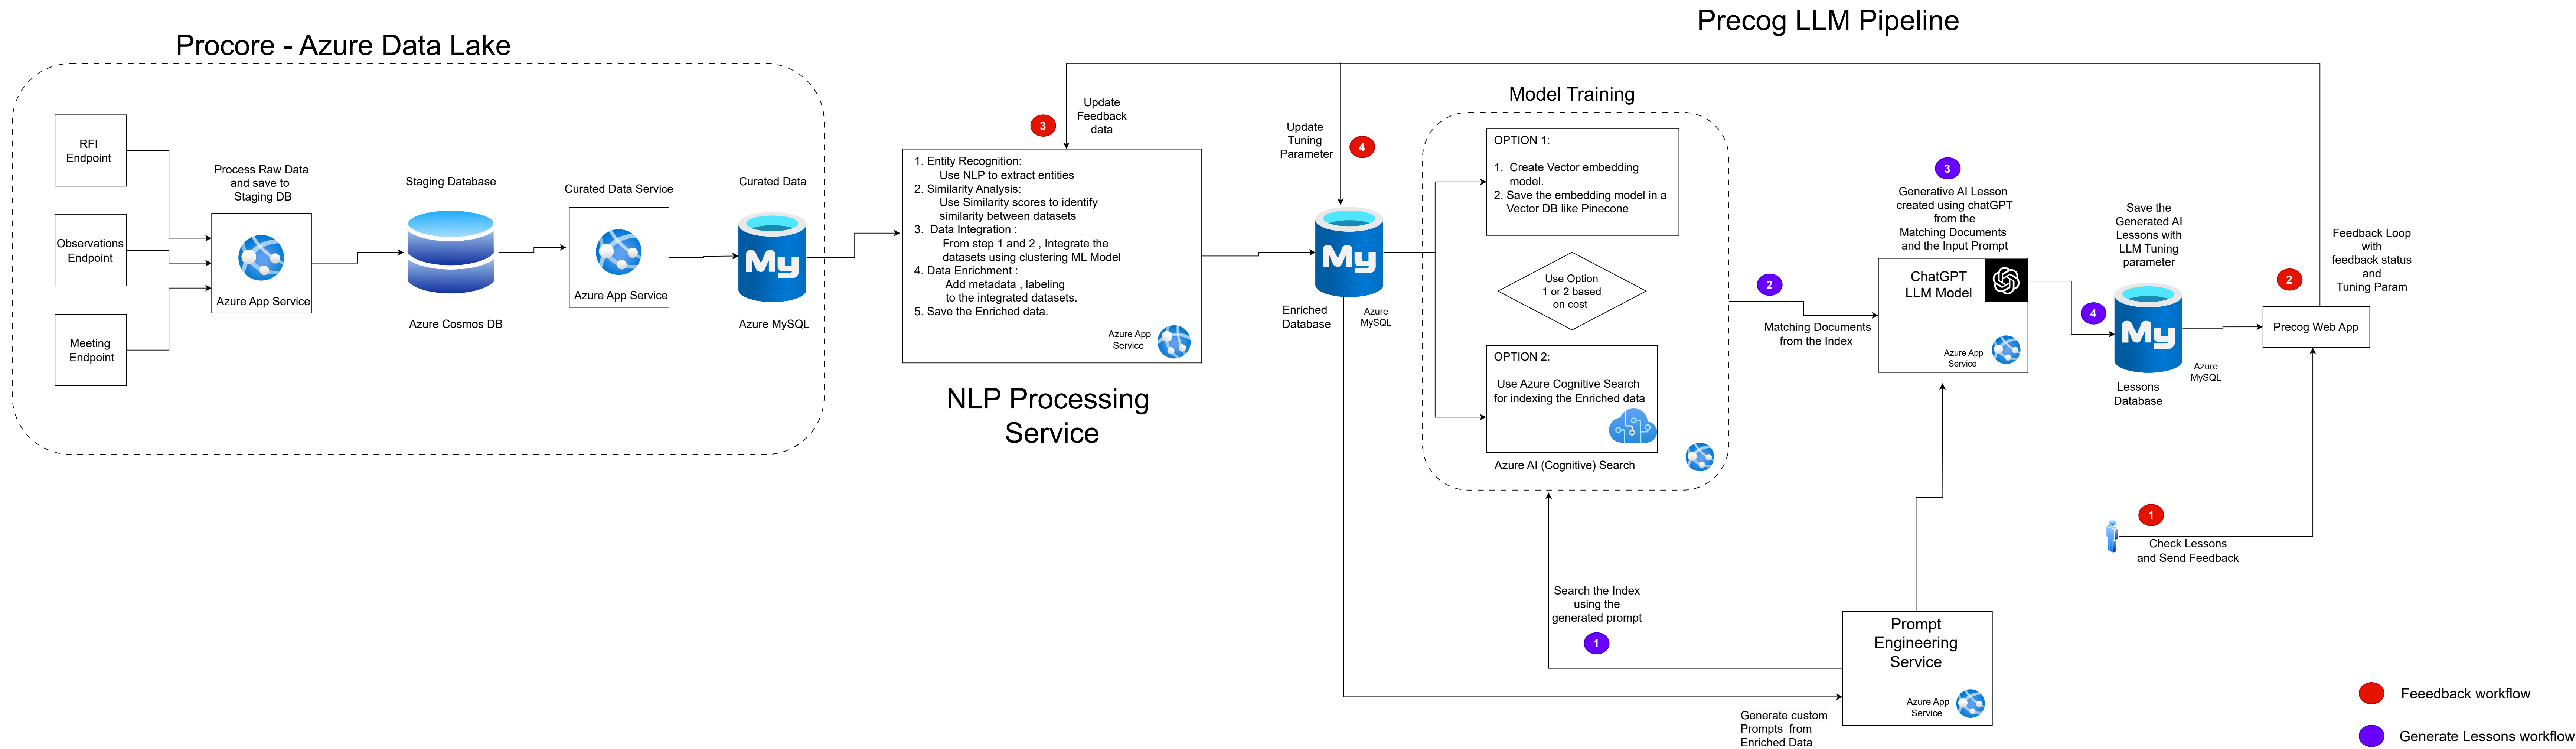 Precog LLM Pipeline
Procore - Azure Data Lake
RFI
Endpoint
Observations
Endpoint
Meeting
Endpoint
Process Raw Data
and save to
Staging DB
Azure App Service
Staging Database
Azure Cosmos DB
Curated Data Service
Azure App Service
Curated Data
My
Azure MySQL
3
Update
Feedback
data
1. Entity Recognition:
Use NLP to extract entities
2. Similarity Analysis:
Use Similarity scores to identify
similarity between datasets
3. Data Integration :
From step 1 and 2 , Integrate the
datasets using clustering ML Model
4. Data Enrichment :
Add metadata , labeling
to the integrated datasets.
5. Save the Enriched data.
Azure App
Service
NLP Processing
Service
Update
Tuning
Parameter
4
My
Enriched
Database
Azure
MySQL
Model Training
OPTION 1:
1. Create Vector embedding
model.
2. Save the embedding model in a
Vector DB like Pinecone
Use Option
1 or 2 based
on cost
OPTION 2:
Use Azure Cognitive Search
for indexing the Enriched data
Azure AI (Cognitive) Search
2
Matching Documents
from the Index
3
Generative AI Lesson
created using chatGPT
from the
Matching Documents
and the Input Prompt
ChatGPT
LLM Model
Azure App
Service
4
Save the
Generated AI
Lessons with
LLM Tuning
parameter
My
Azure
MySQL
Lessons
Database
Feedback Loop
with
feedback status
and
Tuning Param
2
Precog Web App
1
Check Lessons
and Send Feedback
Search the Index
using the
generated prompt
1
Prompt
Engineering
Service
Azure App
Service
Generate custom
Prompts from
Enriched Data
Feeedback workflow
Generate Lessons workflow